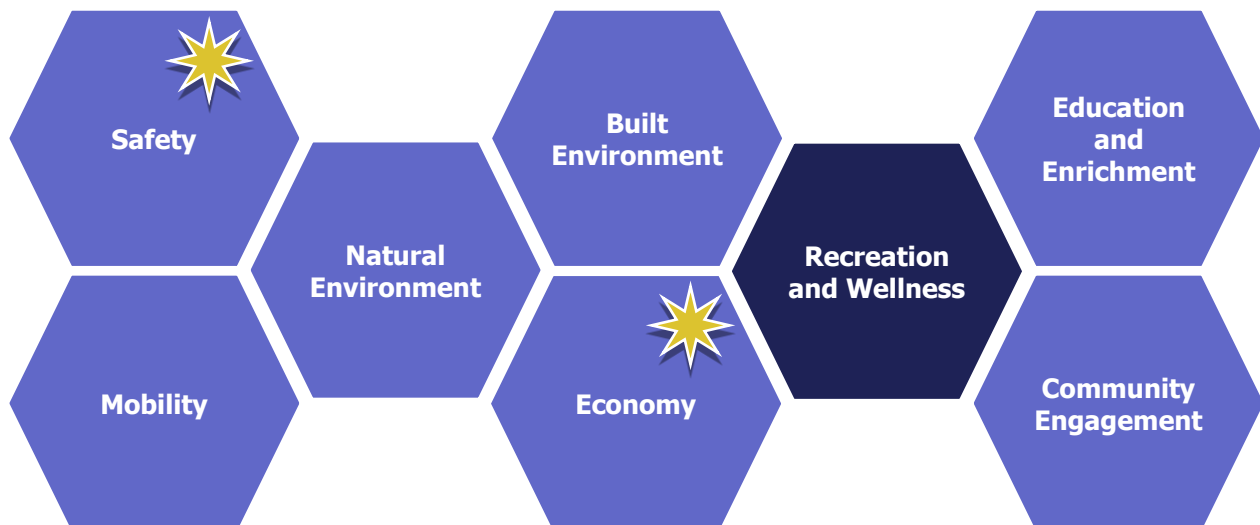 Safety
Mobility
Natural
Environment
Built
Environment
Economy
Recreation
and Wellness
Education
and
Enrichment
Community
Engagement